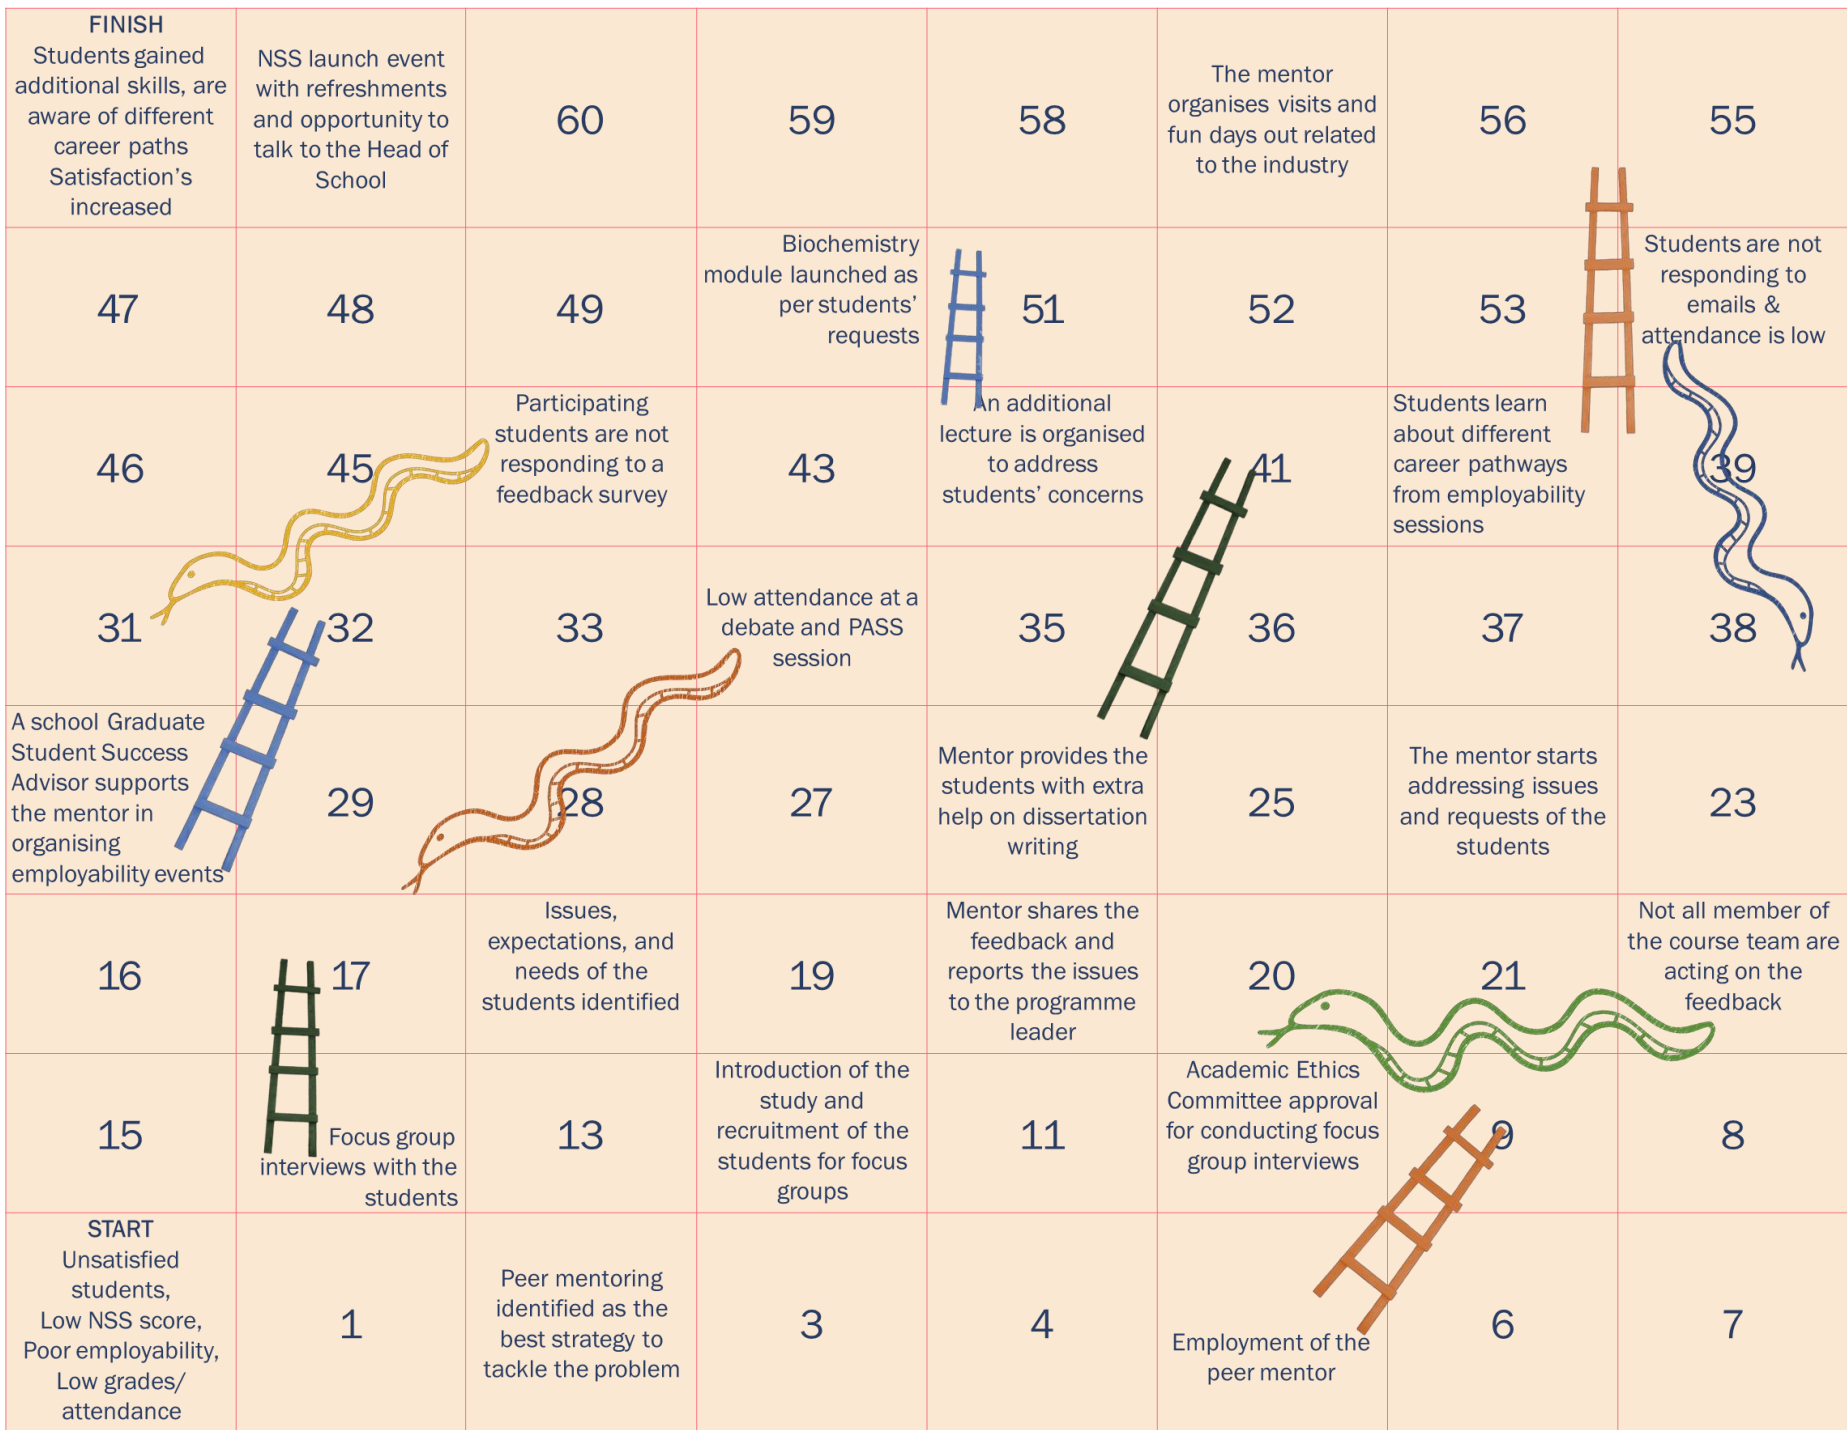 FINISH
Students gained
additional skills, are
aware of different
career paths
Satisfaction’s
increased
NSS launch event
with refreshments
and opportunity to
talk to the Head of
School
60
59
58
The mentor
organises visits and
fun days out related
to the industry
56
55
47
48
49
Biochemistry
module launched as
per students’
requests
51
52
53
Students are not
responding to
emails &
attendance is low
46
45
Participating
students are not
responding to a
feedback survey
43
An additional
lecture is organised
to address
students’ concerns
41
Students learn
about different
career pathways
from employability
sessions
39
31
32
33
Low attendance at a
debate and PASS
session
35
36
37
38
A school Graduate
Student Success
Advisor supports
the mentor in
organising
employability events
29
28
27
Mentor provides the
students with extra
help on dissertation
writing
25
The mentor starts
addressing issues
and requests of the
students
23
16
17
Issues,
expectations, and
needs of the
students identified
19
Mentor shares the
feedback and
reports the issues
to the programme
leader
20
21
Not all member of
the course team are
acting on the
feedback
15
Focus group
interviews with the
students
13
Introduction of the
study and
recruitment of the
students for focus
groups
11
Academic Ethics
Committee approval
for conducting focus
group interviews
9
8
START
Unsatisfied
students,
Low NSS score,
Poor employability,
Low grades/
attendance
1
Peer mentoring
identified as the
best strategy to
tackle the problem
3
4
Employment of the
peer mentor
6
7